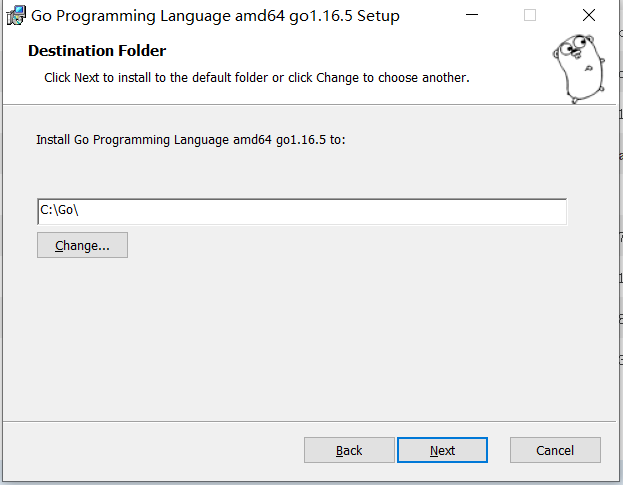 Go Programming Language amd64 go1.16.5 Setup
Destination Folder
Click Next to install to the default folder or click Change to choose another.
Install Go Programming Language amd64 go1.16.5 to:
C:\Go\
Change...
Back
Next
Cancel